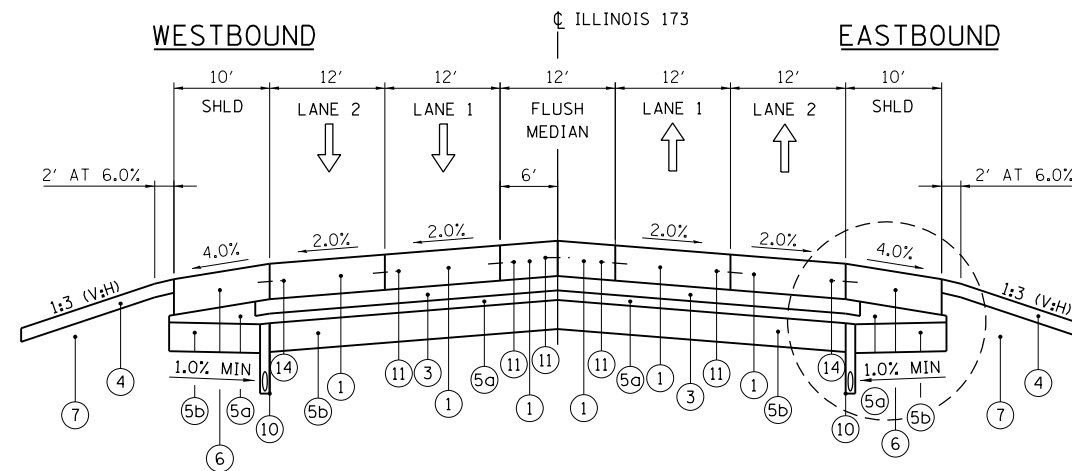 ℄ ILLINOIS 173
WESTBOUND
EASTBOUND
10' 12' 12' 12' 12' 12' 10'
SHLD LANE 2 LANE 1 FLUSH MEDIAN LANE 1 LANE 2 SHLD
2' AT 6.0% 6' 2' AT 6.0%
4.0% 2.0% 2.0% 2.0% 2.0% 4.0%
1:3 (V:H) 1:3 (V:H)
1.0% MIN 14 11 3 5a 11 11 11 5a 3 11 14 1.0% MIN
4 1 1 1 1 1 1 4
7 5b 5a 5b 5b 5a 5b 7
10 10
6 6